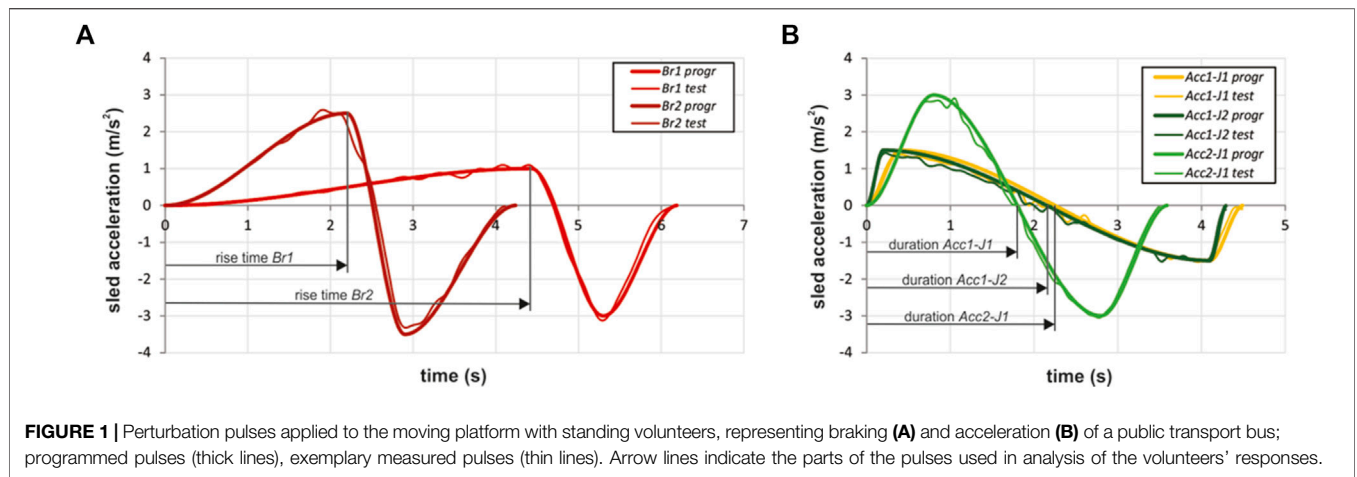 A
sled acceleration (m/s²)
4
3
2
1
0
-1
-2
-3
-4
Br1 progr
Br1 test
Br2 progr
Br2 test
rise time Br1
rise time Br2
0 1 2 3 4 5 6 7
time (s)
B
sled acceleration (m/s²)
4
3
2
1
0
-1
-2
-3
-4
Acc1-J1 progr
Acc1-J1 test
Acc1-J2 progr
Acc1-J2 test
Acc2-J1 progr
Acc2-J1 test
duration Acc1-J1
duration Acc1-J2
duration Acc2-J1
0 1 2 3 4 5
time (s)
FIGURE 1 | Perturbation pulses applied to the moving platform with standing volunteers, representing braking (A) and acceleration (B) of a public transport bus;
programmed pulses (thick lines), exemplary measured pulses (thin lines). Arrow lines indicate the parts of the pulses used in analysis of the volunteers' responses.